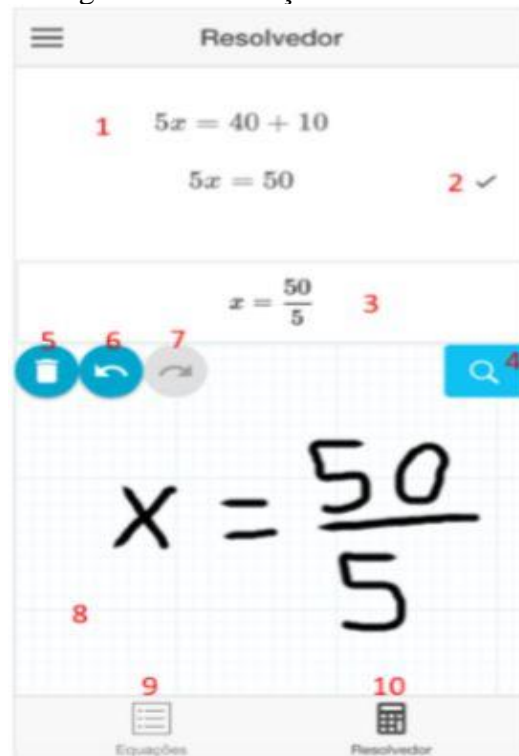 Resolvedor
1 5x = 40 + 10
5x = 50 2 ✓
x = 50/5 3
5 6 7 4
x = 50/5
8
9 10
Equações Resolvedor